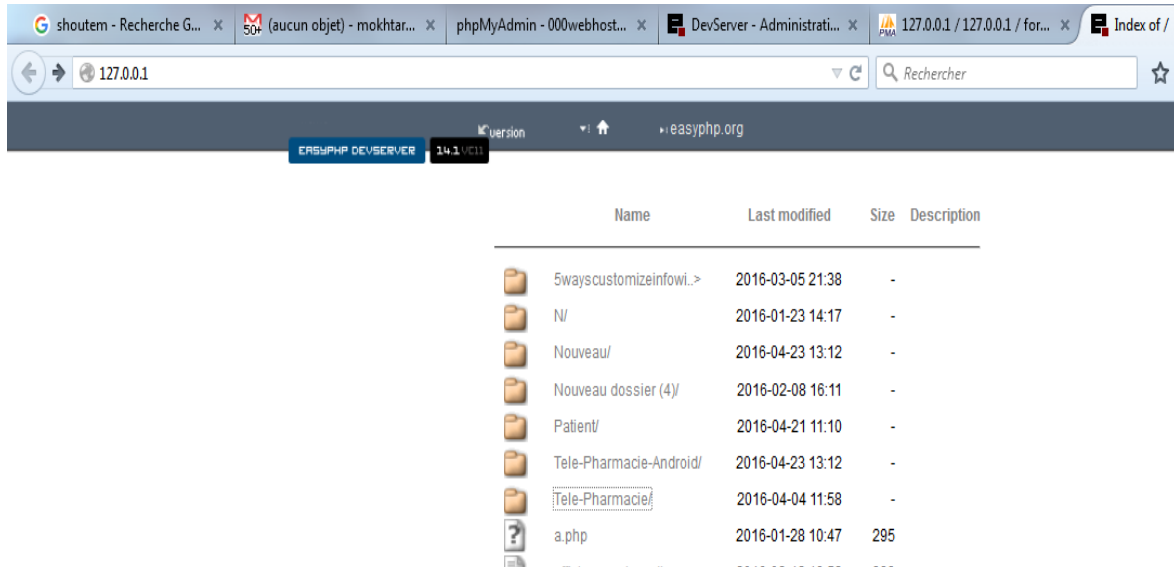 shoutem - Recherche G... × (aucun objet) - mokhtar... × phpMyAdmin - 000webhost... × DevServer - Administrati... × 127.0.0.1 / 127.0.0.1 / for... × Index of /
127.0.0.1 Rechercher
version easyphp.org
EASYPHP DEVSERVER 14.1 VC11
Name Last modified Size Description
5wayscustomizeinfowi..> 2016-03-05 21:38 -
N/ 2016-01-23 14:17 -
Nouveau/ 2016-04-23 13:12 -
Nouveau dossier (4)/ 2016-02-08 16:11 -
Patient/ 2016-04-21 11:10 -
Tele-Pharmacie-Android/ 2016-04-23 13:12 -
Tele-Pharmacie/ 2016-04-04 11:58 -
a.php 2016-01-28 10:47 295